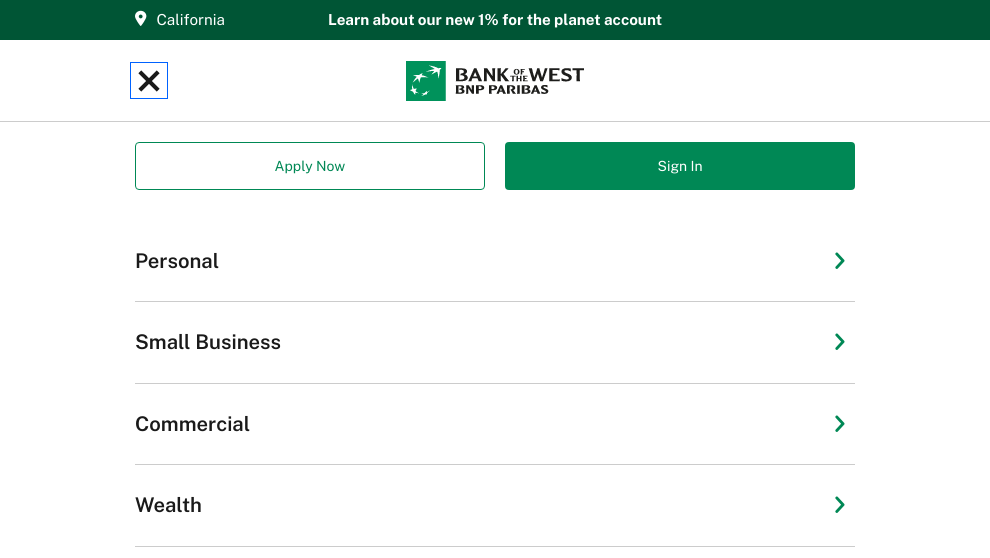 California
Learn about our new 1% for the planet account
BANK OF THE WEST
BNP PARIBAS
Apply Now
Sign In
Personal
Small Business
Commercial
Wealth